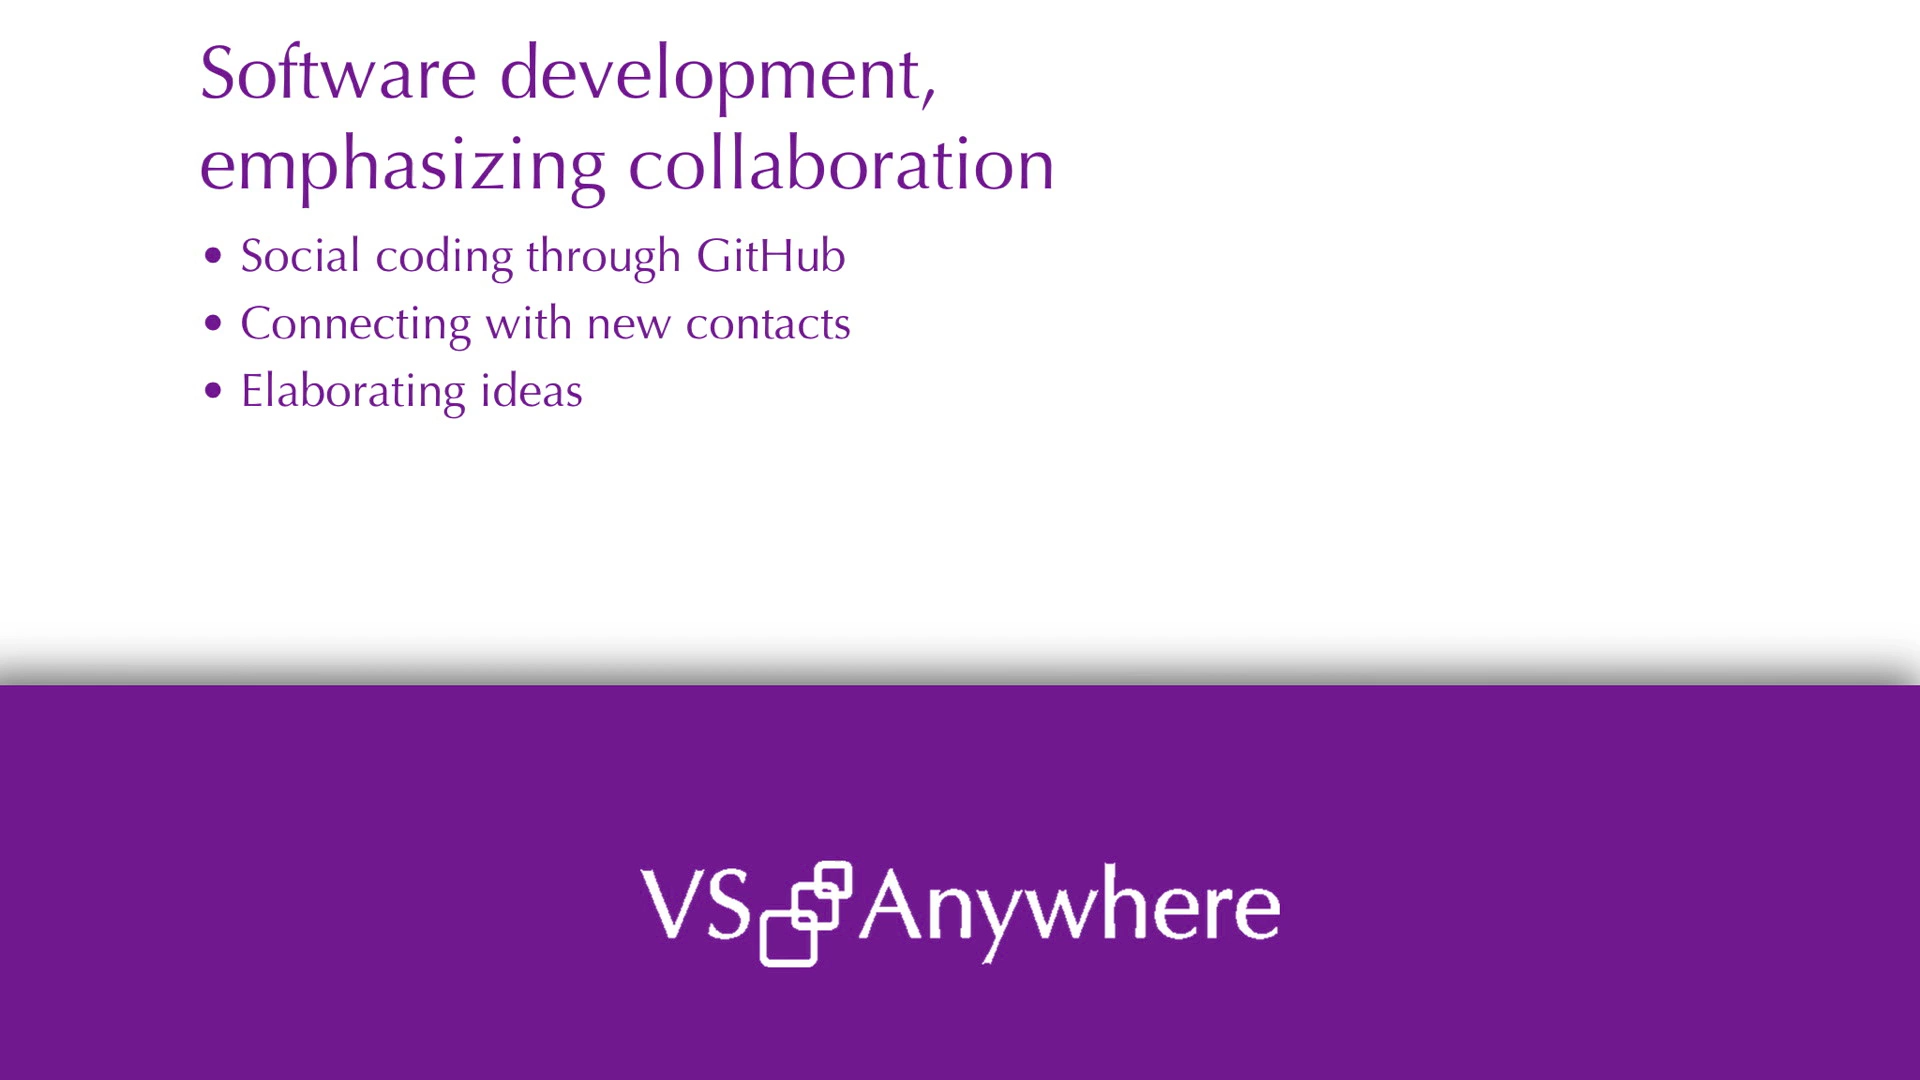 Software development,
emphasizing collaboration
• Social coding through GitHub
• Connecting with new contacts
• Elaborating ideas
VS Anywhere